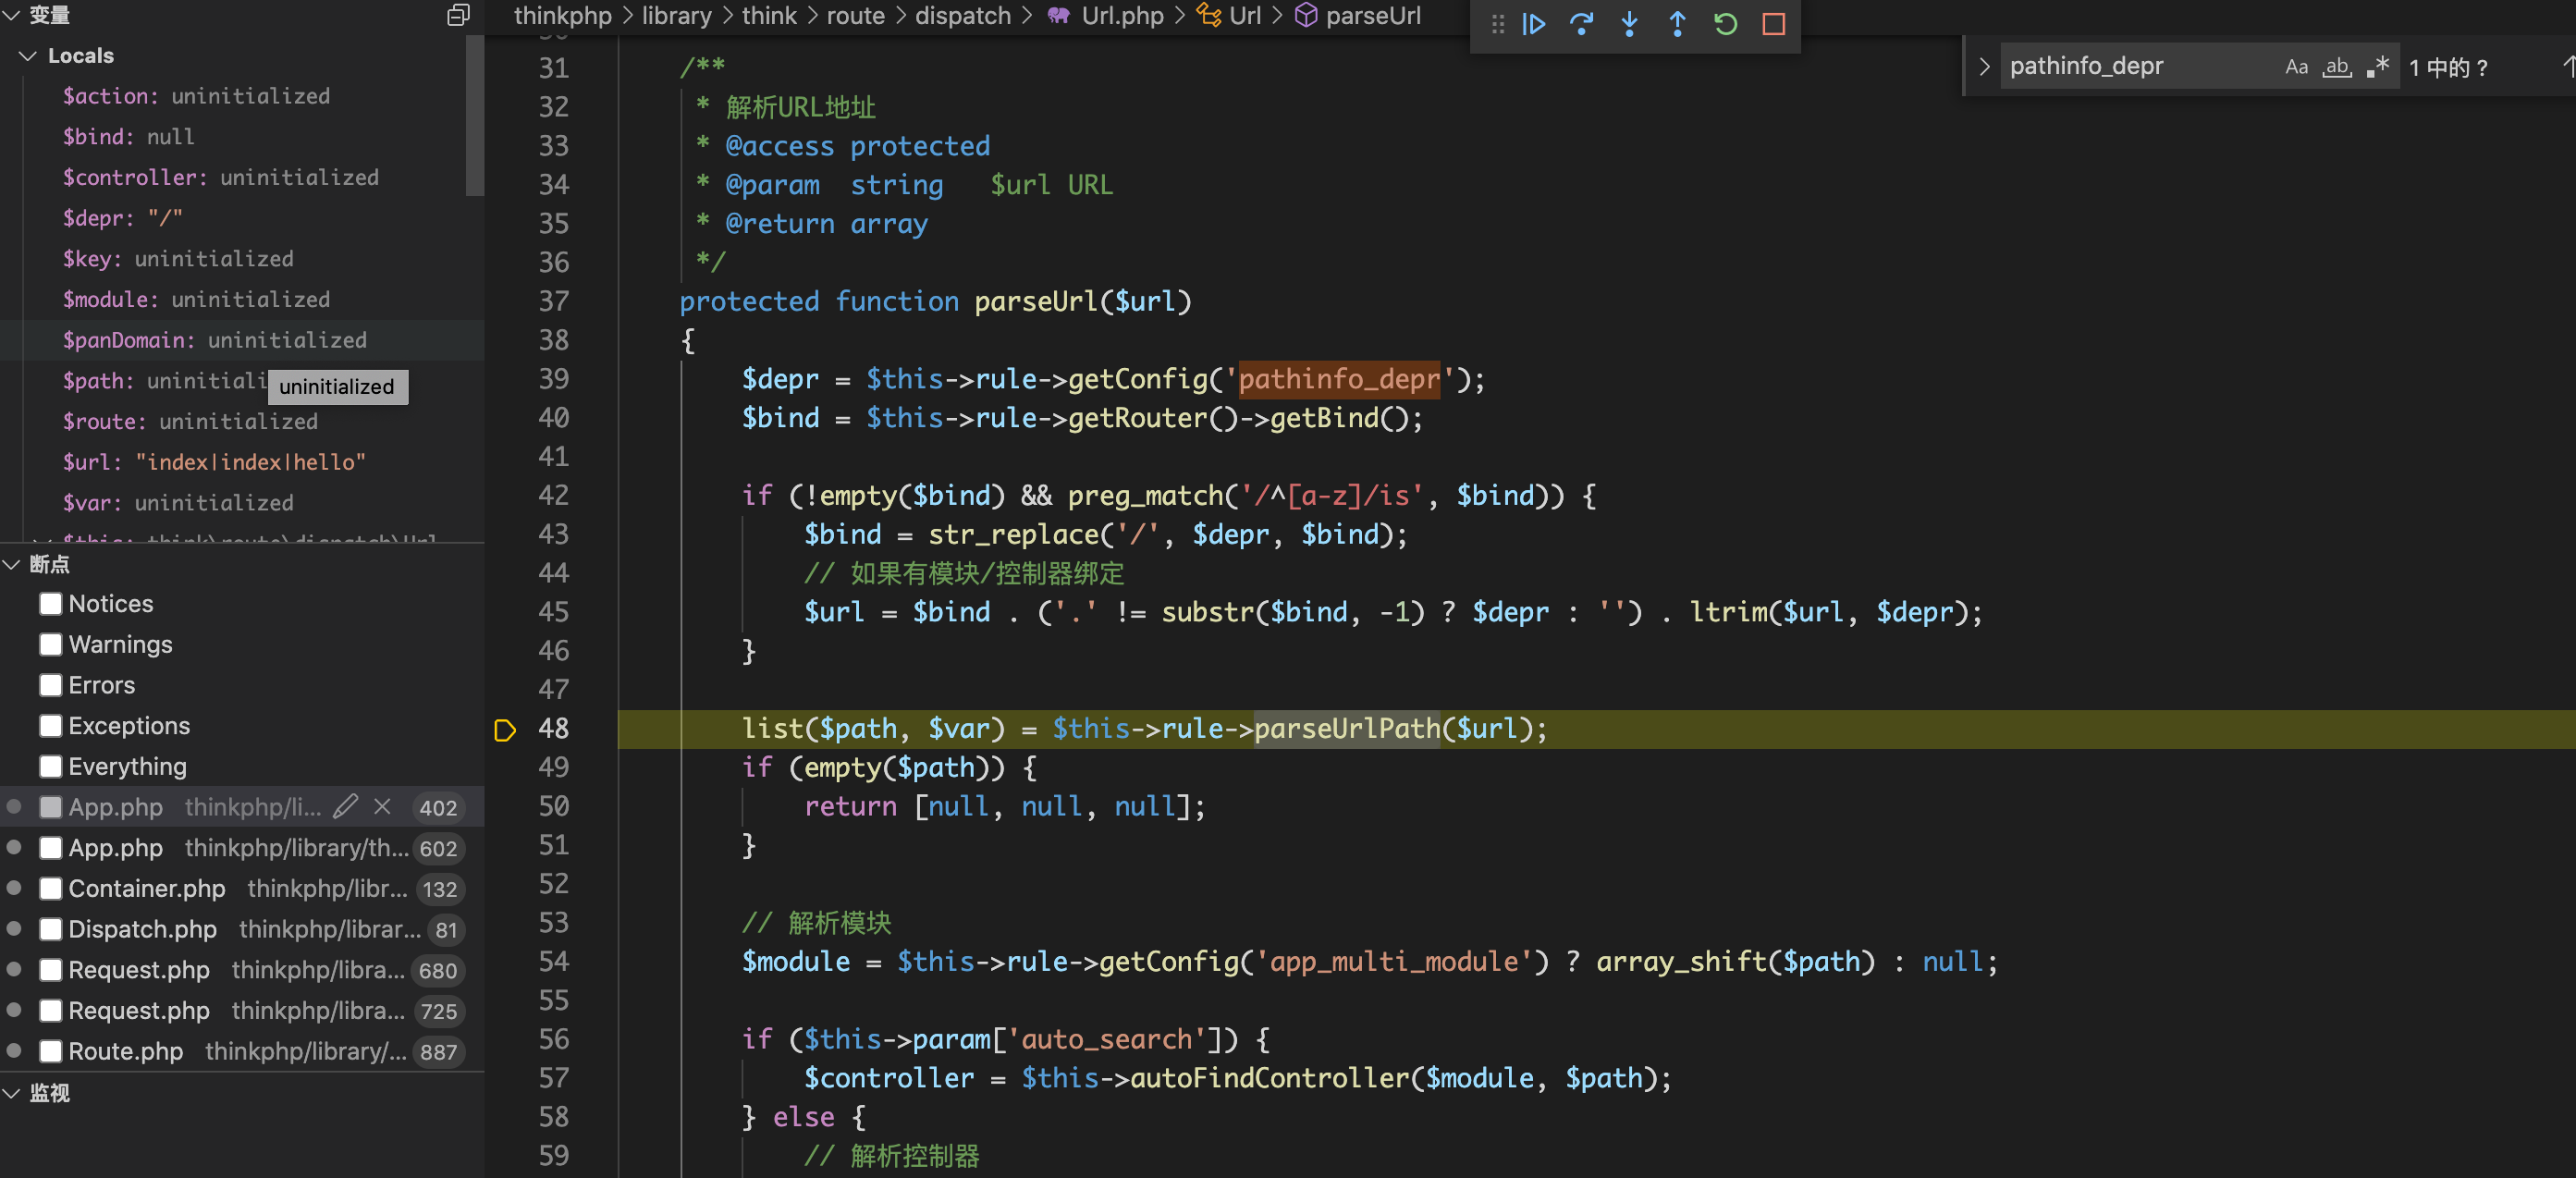 变量
Locals
$action: uninitialized
$bind: null
$controller: uninitialized
$depr: "/"
$key: uninitialized
$module: uninitialized
$panDomain: uninitialized
$path: uninitiali
uninitialized
$route: uninitialized
$url: "index|index|hello"
$var: uninitialized
$this: think\route\dispatch\Url
断点
Notices
Warnings
Errors
Exceptions
Everything
App.php thinkphp/li... 402
App.php thinkphp/library/th... 602
Container.php thinkphp/libr... 132
Dispatch.php thinkphp/librar... 81
Request.php thinkphp/libra... 680
Request.php thinkphp/libra... 725
Route.php thinkphp/library/... 887
监视
thinkphp > library > think > route > dispatch > Url.php > Url > parseUrl
pathinfo_depr Aa ab .* 1 中的 ?
30
31 /**
32 * 解析URL地址
33 * @access protected
34 * @param  string   $url URL
35 * @return array
36 */
37 protected function parseUrl($url)
38 {
39 $depr = $this->rule->getConfig('pathinfo_depr');
40 $bind = $this->rule->getRouter()->getBind();
41
42 if (!empty($bind) && preg_match('/^[a-z]/is', $bind)) {
43 $bind = str_replace('/', $depr, $bind);
44 // 如果有模块/控制器绑定
45 $url = $bind . ('.' != substr($bind, -1) ? $depr : '') . ltrim($url, $depr);
46 }
47
48 list($path, $var) = $this->rule->parseUrlPath($url);
49 if (empty($path)) {
50 return [null, null, null];
51 }
52
53 // 解析模块
54 $module = $this->rule->getConfig('app_multi_module') ? array_shift($path) : null;
55
56 if ($this->param['auto_search']) {
57 $controller = $this->autoFindController($module, $path);
58 } else {
59 // 解析控制器